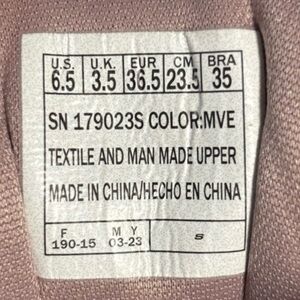 U.S. U.K. EUR CM BRA
6.5 3.5 36.5 23.5 35
SN 179023S COLOR:MVE
TEXTILE AND MAN MADE UPPER
MADE IN CHINA/HECHO EN CHINA
F M Y
190-15 03-23 S